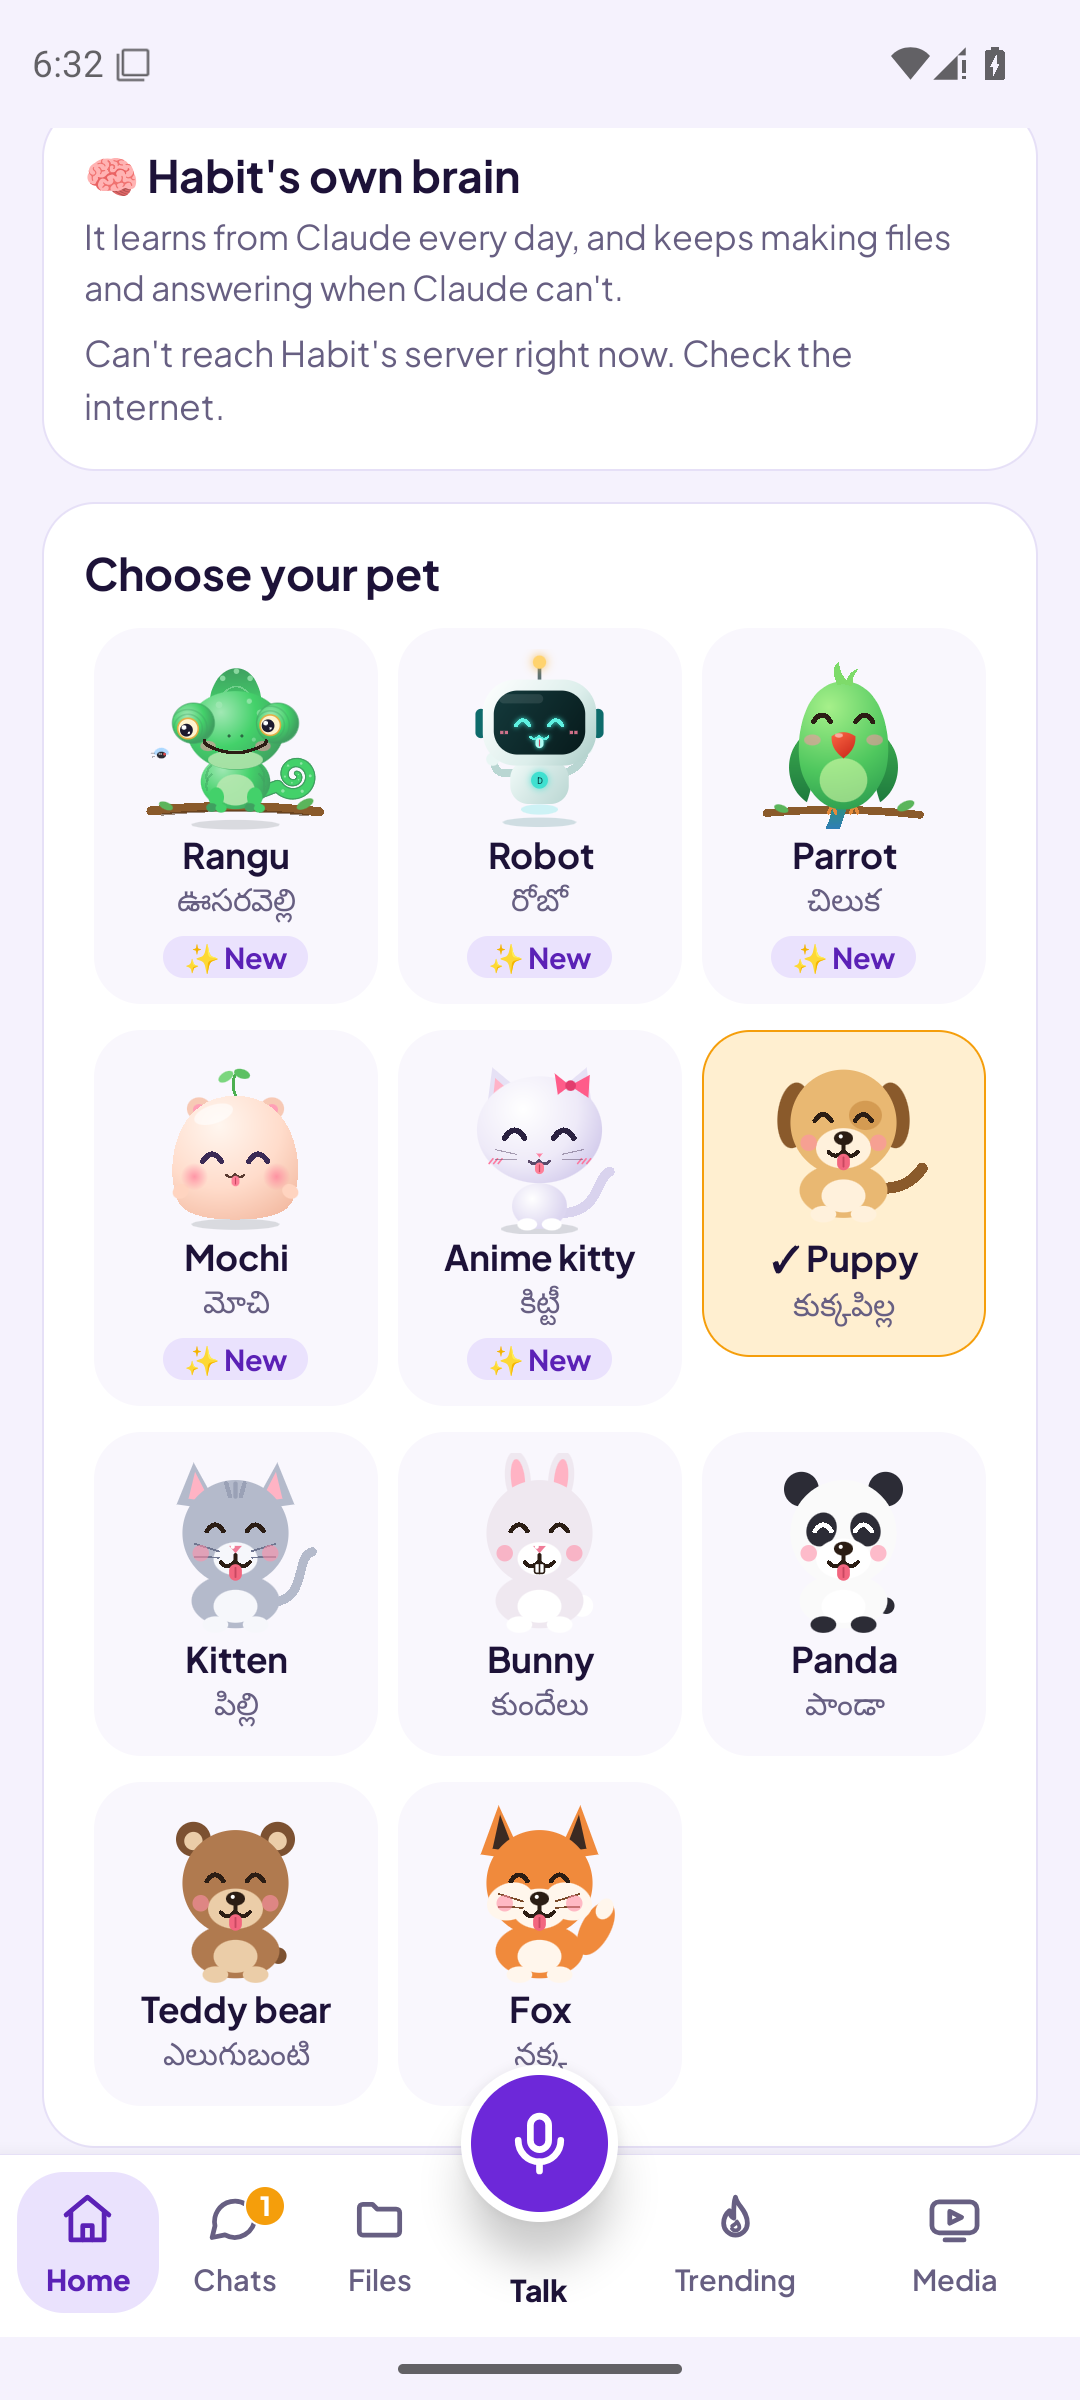 6:32
Habit's own brain
It learns from Claude every day, and keeps making files
and answering when Claude can't.
Can't reach Habit's server right now. Check the
internet.
Choose your pet
D
Rangu
Robot
Parrot
ఊసరవెల్లి
రోబో
చిలుక
✨ New
✨ New
✨ New
Mochi
Anime kitty
✓ Puppy
మోచి
కిట్టీ
కుక్కపిల్ల
✨ New
✨ New
Kitten
Bunny
Panda
పిల్లి
కుందేలు
పాండా
Teddy bear
Fox
ఎలుగుబంటి
నక్క
1
Home
Chats
Files
Talk
Trending
Media